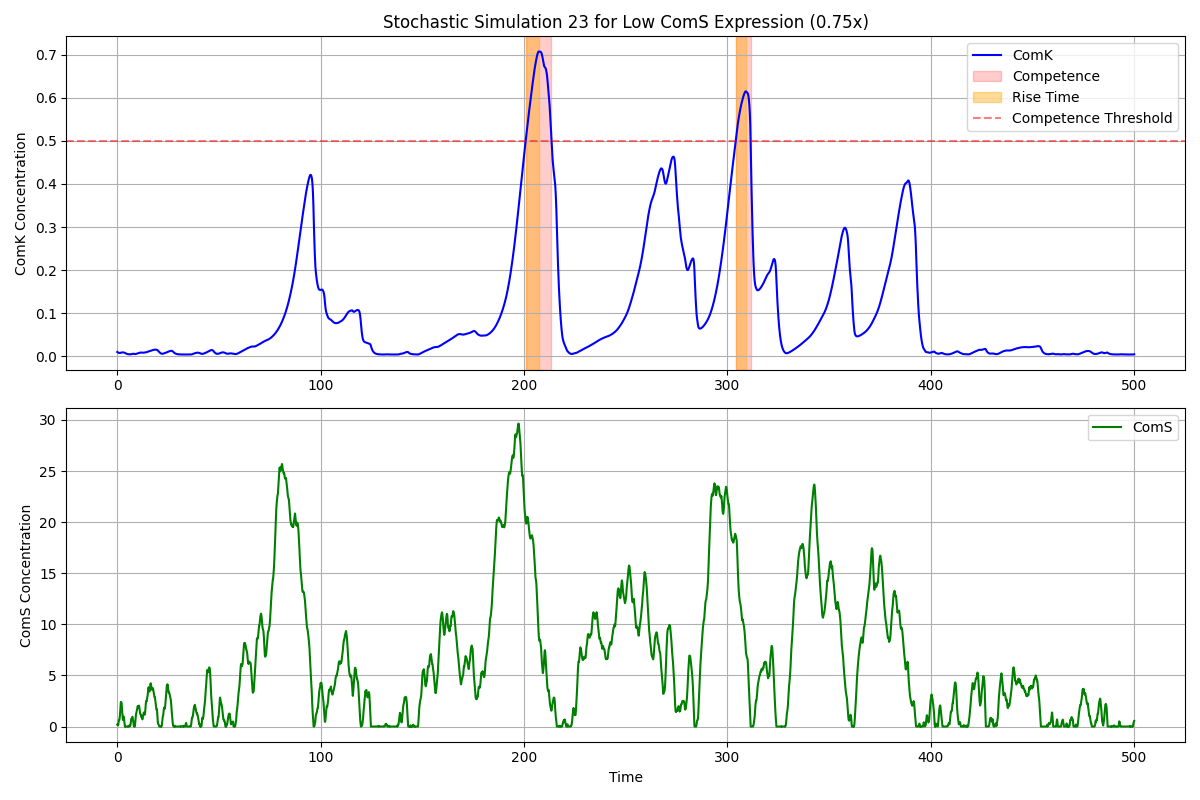 Stochastic Simulation 23 for Low ComS Expression (0.75x)
ComK Concentration
0.7
0.6
0.5
0.4
0.3
0.2
0.1
0.0
ComK
Competence
Rise Time
Competence Threshold
0 100 200 300 400 500
ComS Concentration
30
25
20
15
10
5
0
ComS
0 100 200 300 400 500
Time